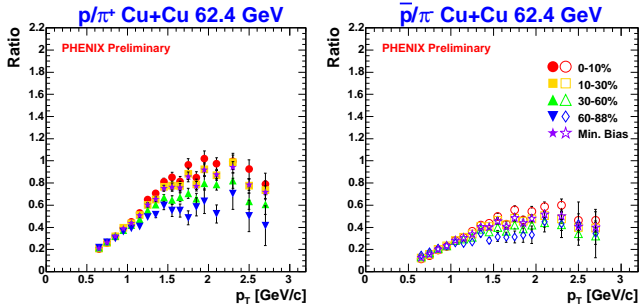 p/π⁺ Cu+Cu 62.4 GeV
Ratio
PHENIX Preliminary
2.2
2
1.8
1.6
1.4
1.2
1
0.8
0.6
0.4
0.2
0
0 0.5 1 1.5 2 2.5 3
p_T [GeV/c]
p̅/π⁻ Cu+Cu 62.4 GeV
Ratio
PHENIX Preliminary
0-10%
10-30%
30-60%
60-88%
Min. Bias
2.2
2
1.8
1.6
1.4
1.2
1
0.8
0.6
0.4
0.2
0
0 0.5 1 1.5 2 2.5 3
p_T [GeV/c]